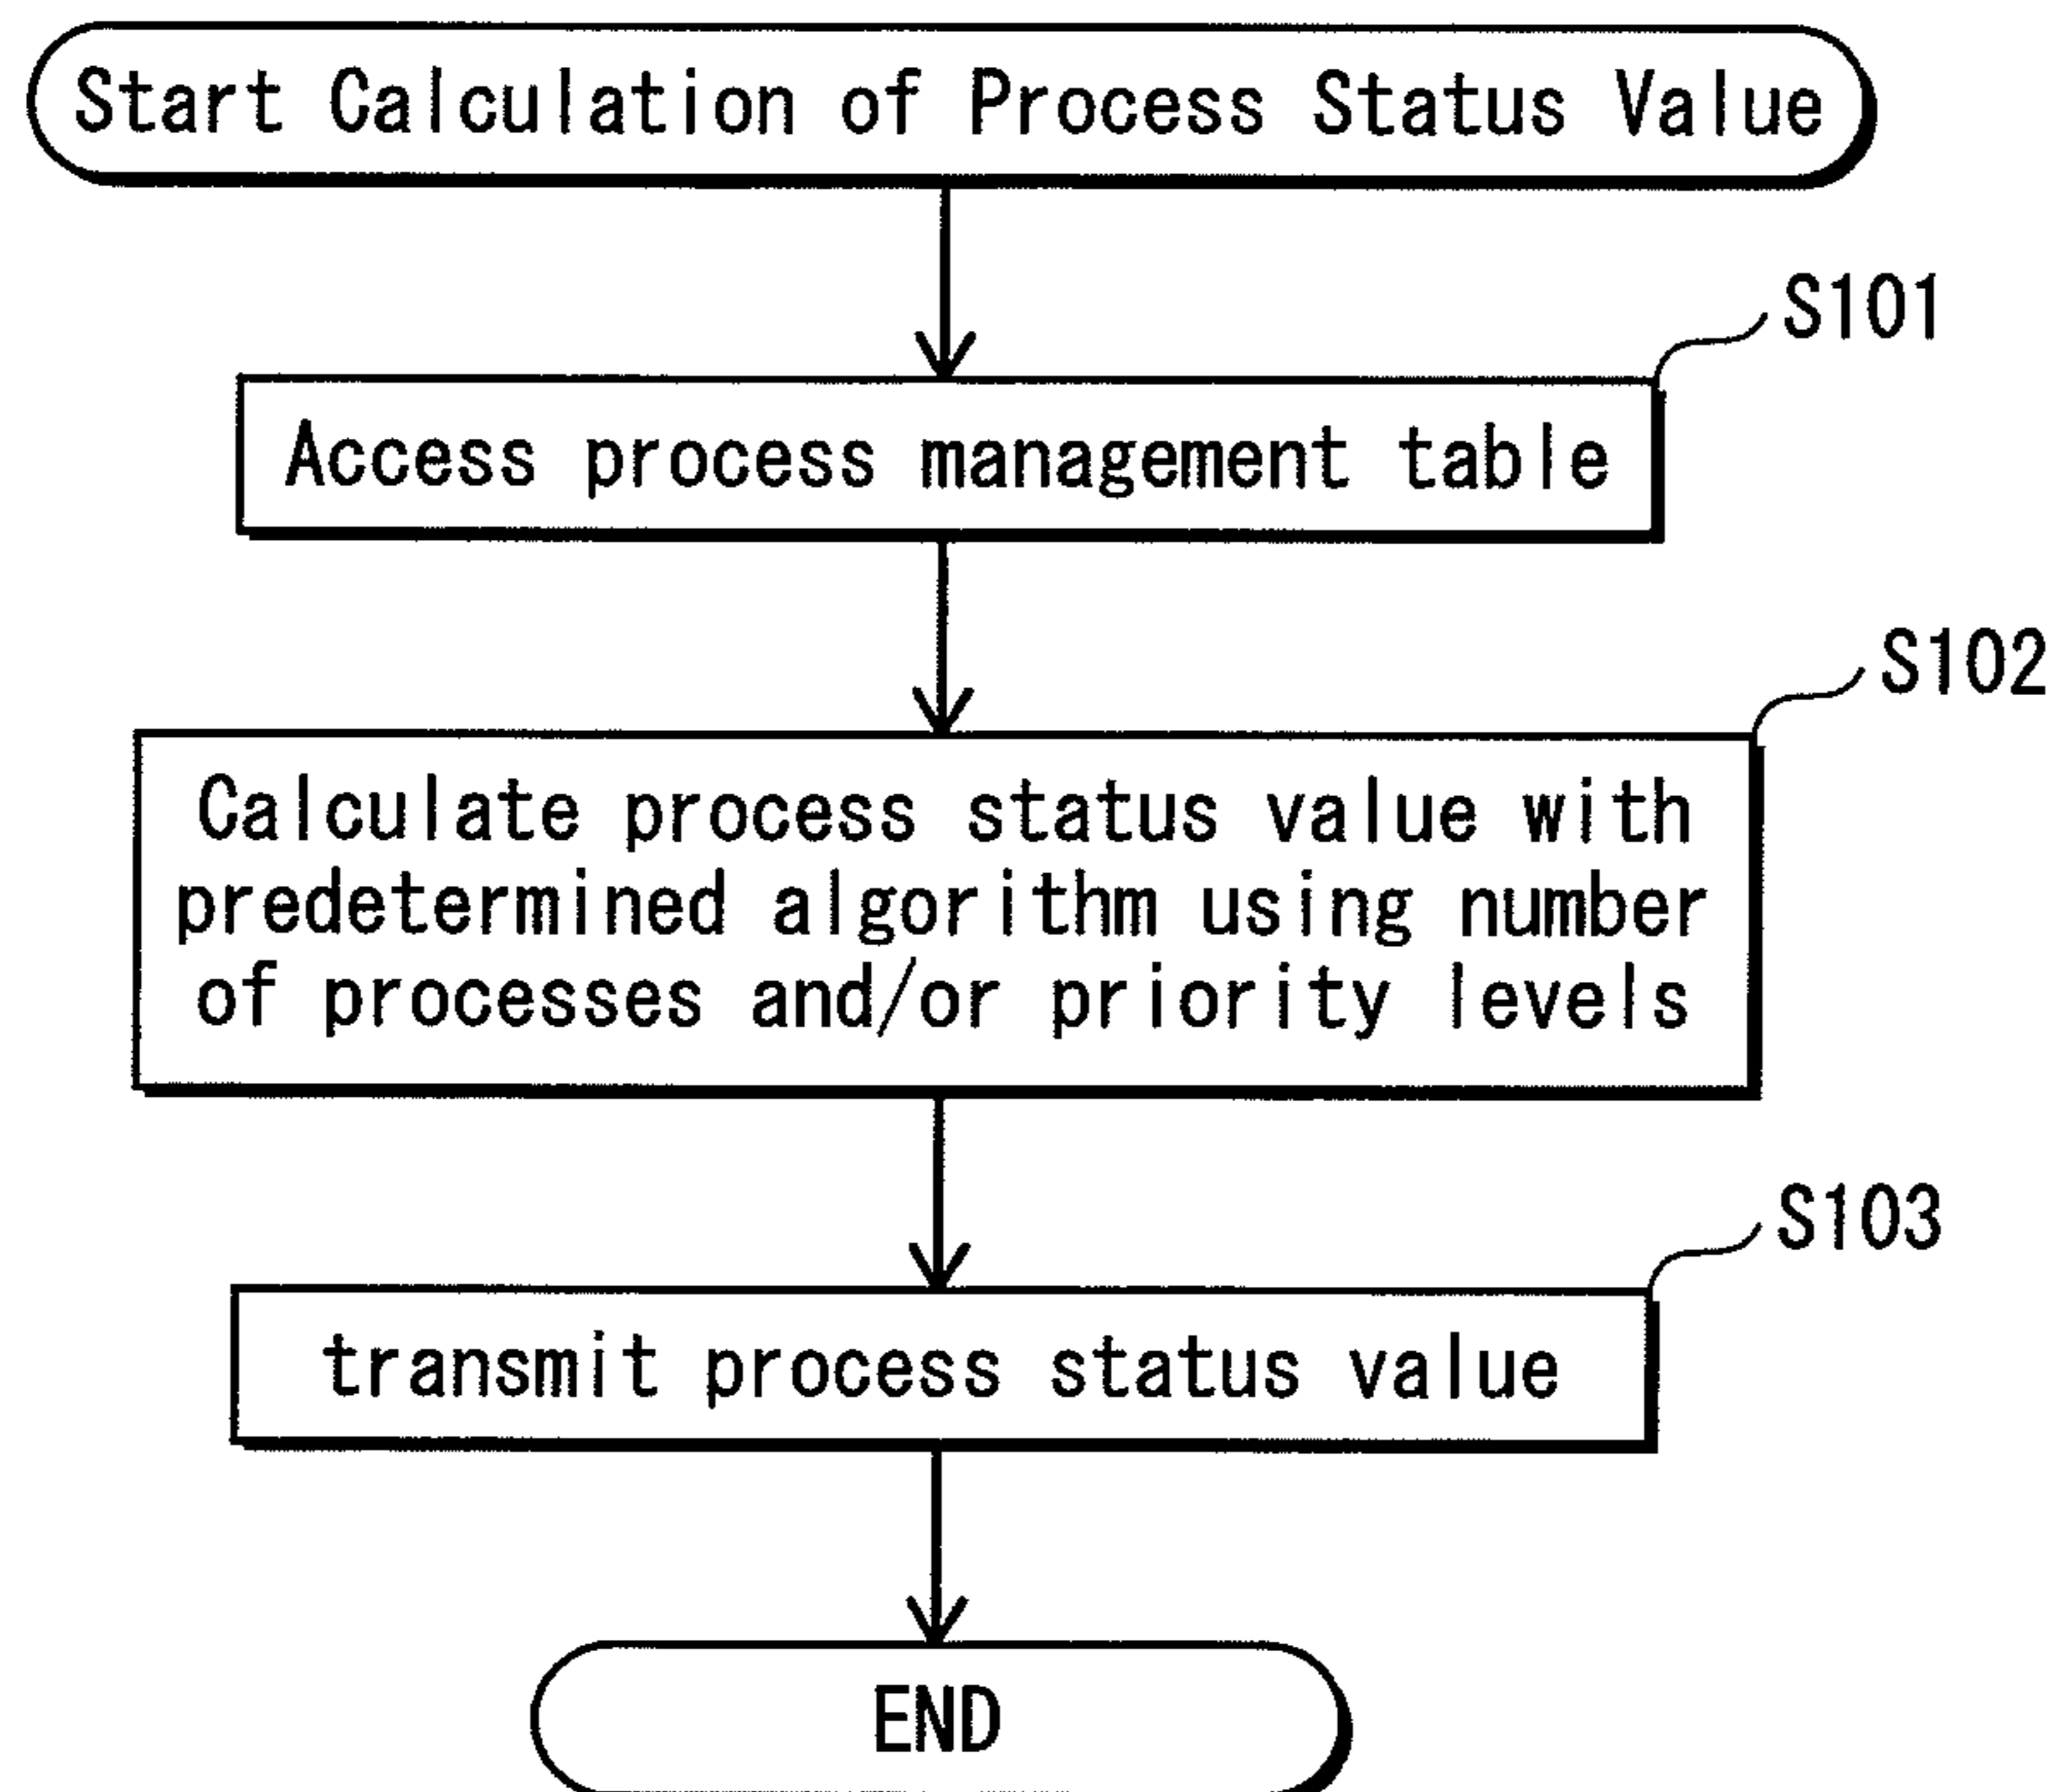 Start Calculation of Process Status Value
S101
Access process management table
S102
Calculate process status value with
predetermined algorithm using number
of processes and/or priority levels
S103
transmit process status value
END